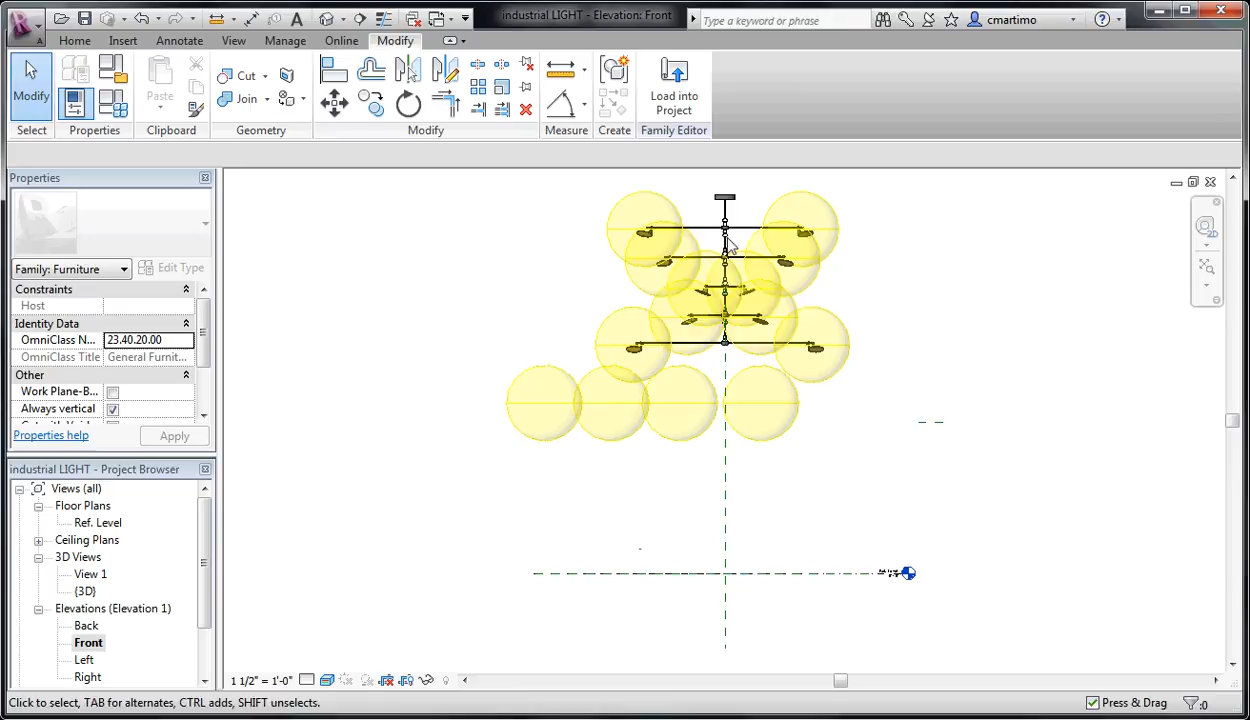 industrial LIGHT - Elevation: Front
Type a keyword or phrase
cmartimo
Home
Insert
Annotate
View
Manage
Online
Modify
Modify
Paste
Cut
Join
Load into
Project
Select
Properties
Clipboard
Geometry
Modify
Measure
Create
Family Editor
Properties
Family: Furniture
Edit Type
Constraints
Host
Identity Data
OmniClass N...
23.40.20.00
OmniClass Title
General Furnit...
Other
Work Plane-B...
Always vertical
Properties help
Apply
industrial LIGHT - Project Browser
Views (all)
Floor Plans
Ref. Level
Ceiling Plans
3D Views
View 1
{3D}
Elevations (Elevation 1)
Back
Front
Left
Right
2D
1 1/2" = 1'-0"
Click to select, TAB for alternates, CTRL adds, SHIFT unselects.
Press & Drag
:0